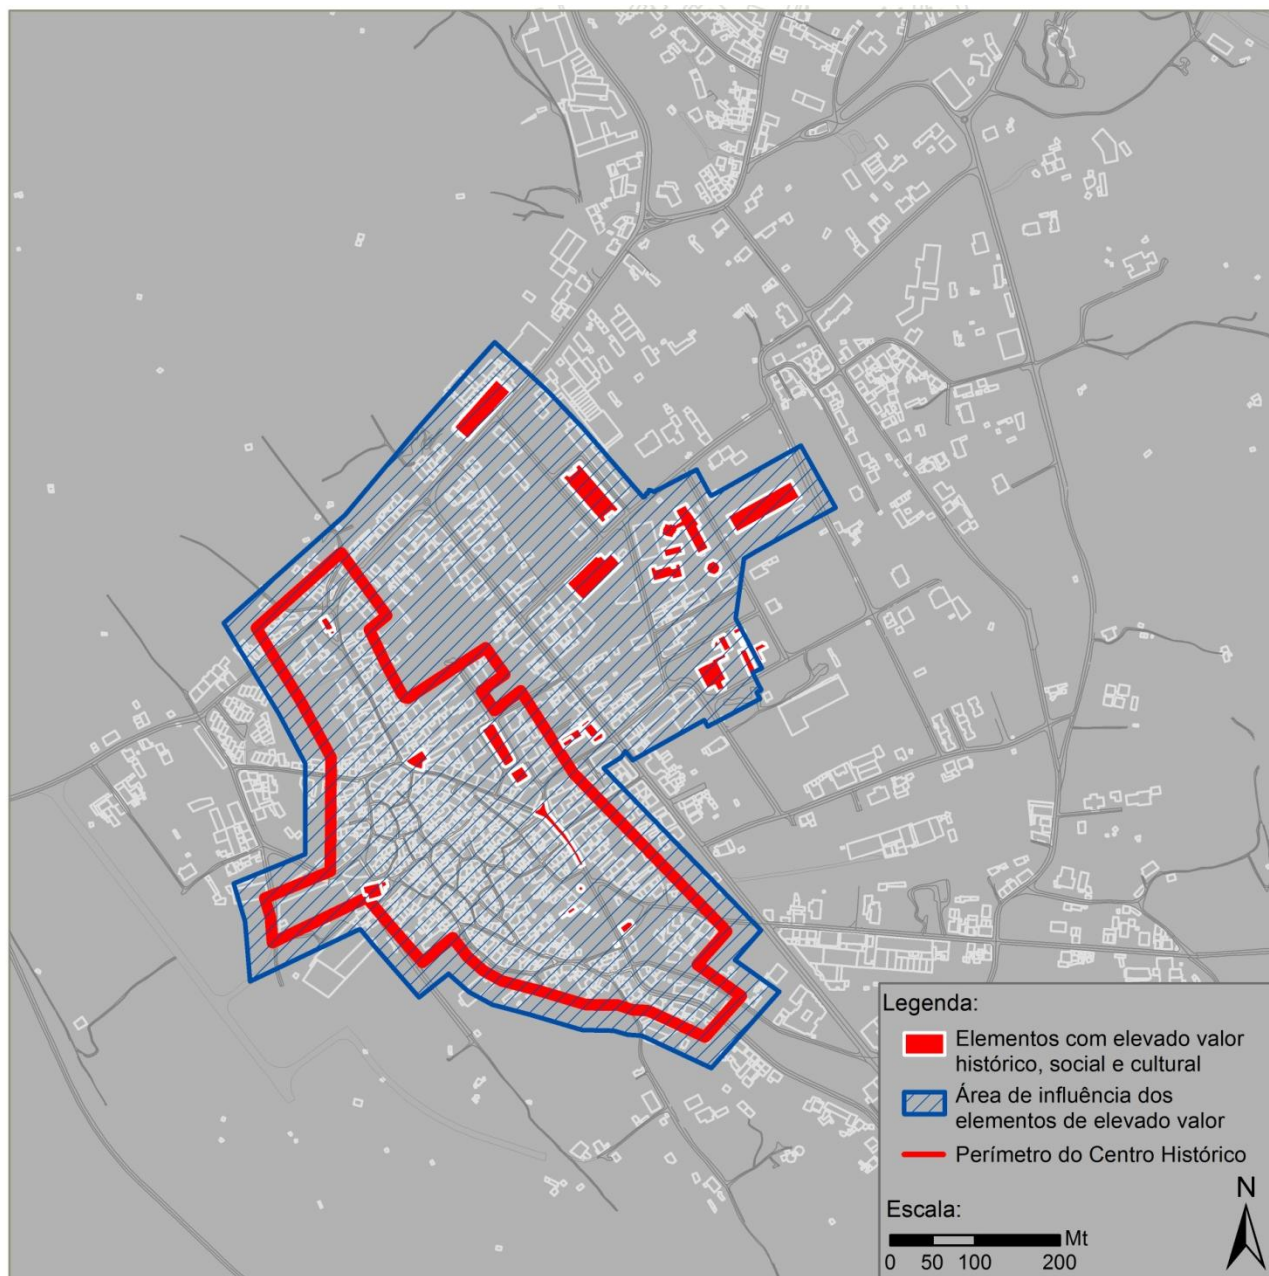 Legenda:
Elementos com elevado valor
histórico, social e cultural
Área de influência dos
elementos de elevado valor
Perímetro do Centro Histórico
N
Escala:
Mt
0 50 100 200